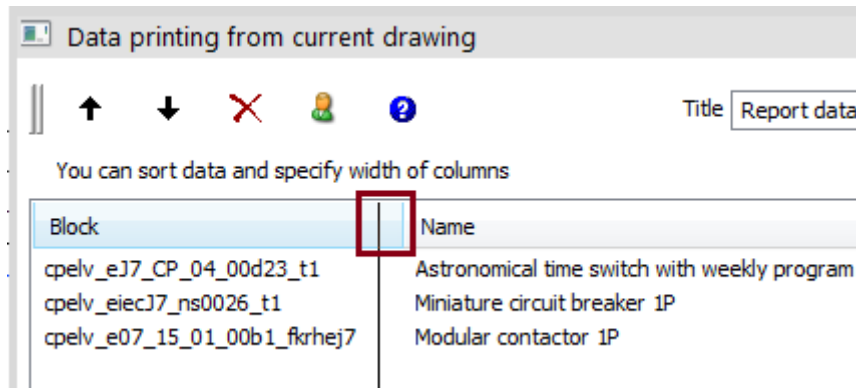 Data printing from current drawing
Title Report data
You can sort data and specify width of columns
Block Name
cpelv_eJ7_CP_04_00d23_t1 Astronomical time switch with weekly program
cpelv_eiecJ7_ns0026_t1 Miniature circuit breaker 1P
cpelv_e07_15_01_00b1_fkrhej7 Modular contactor 1P